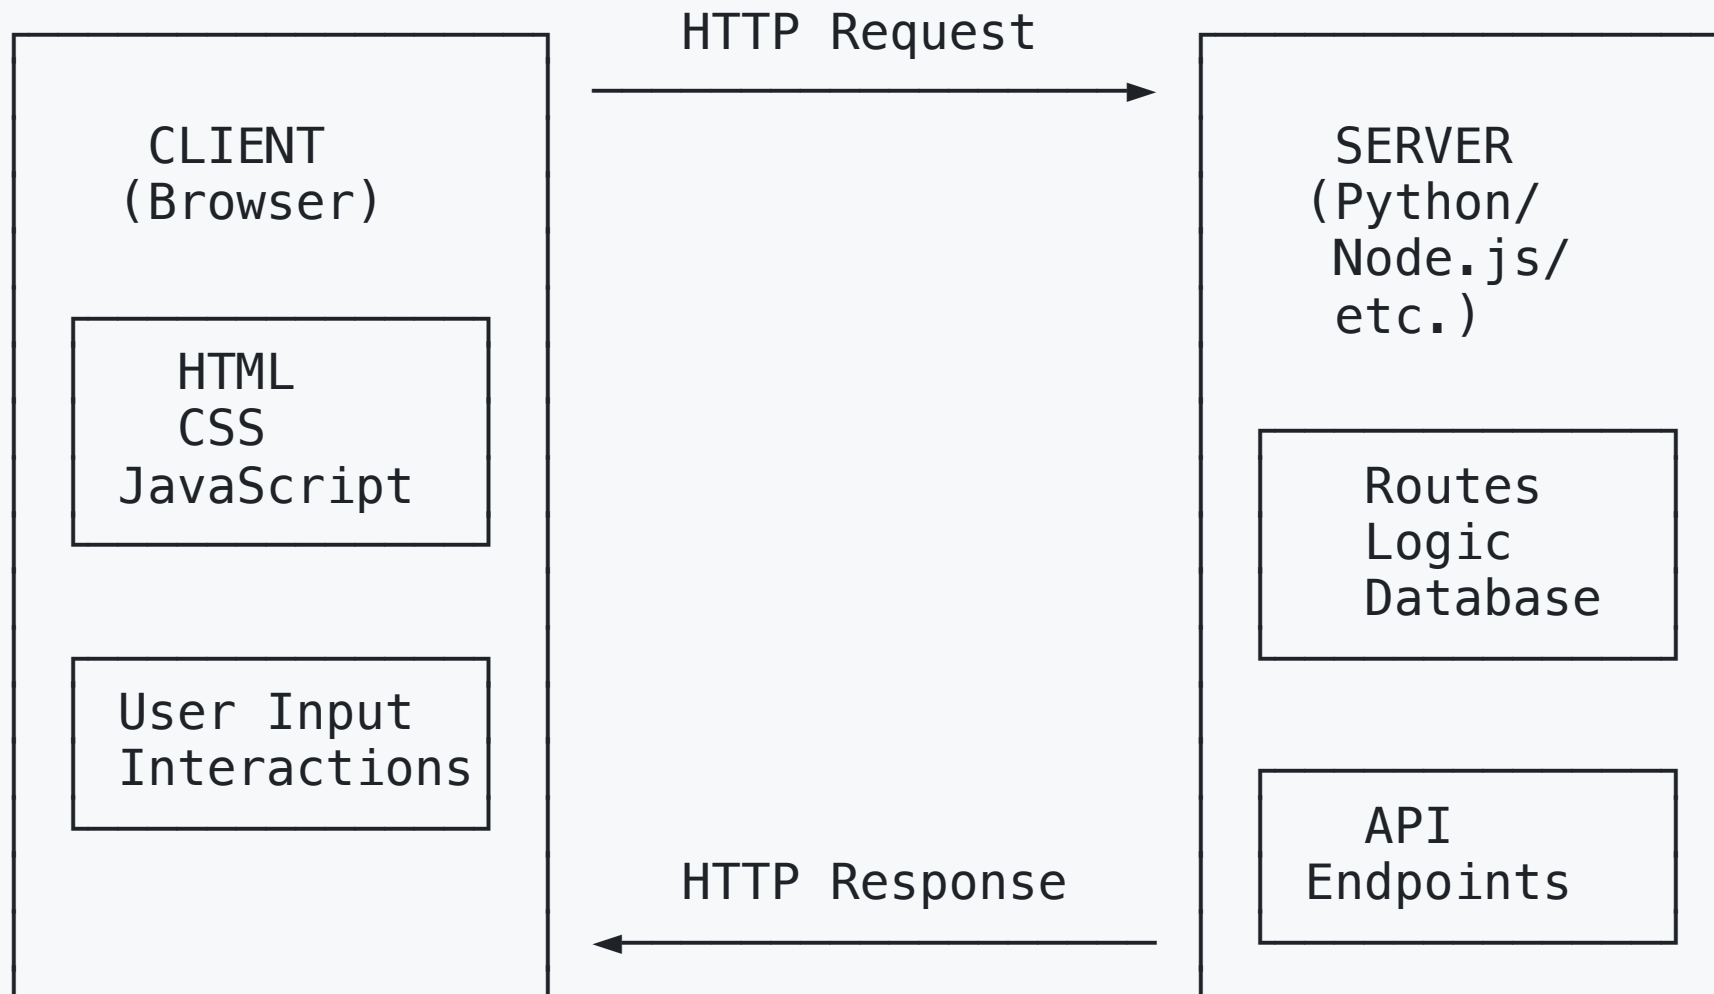 HTTP Request
CLIENT
(Browser)
HTML
CSS
JavaScript
User Input
Interactions
SERVER
(Python/
Node.js/
etc.)
Routes
Logic
Database
API
Endpoints
HTTP Response